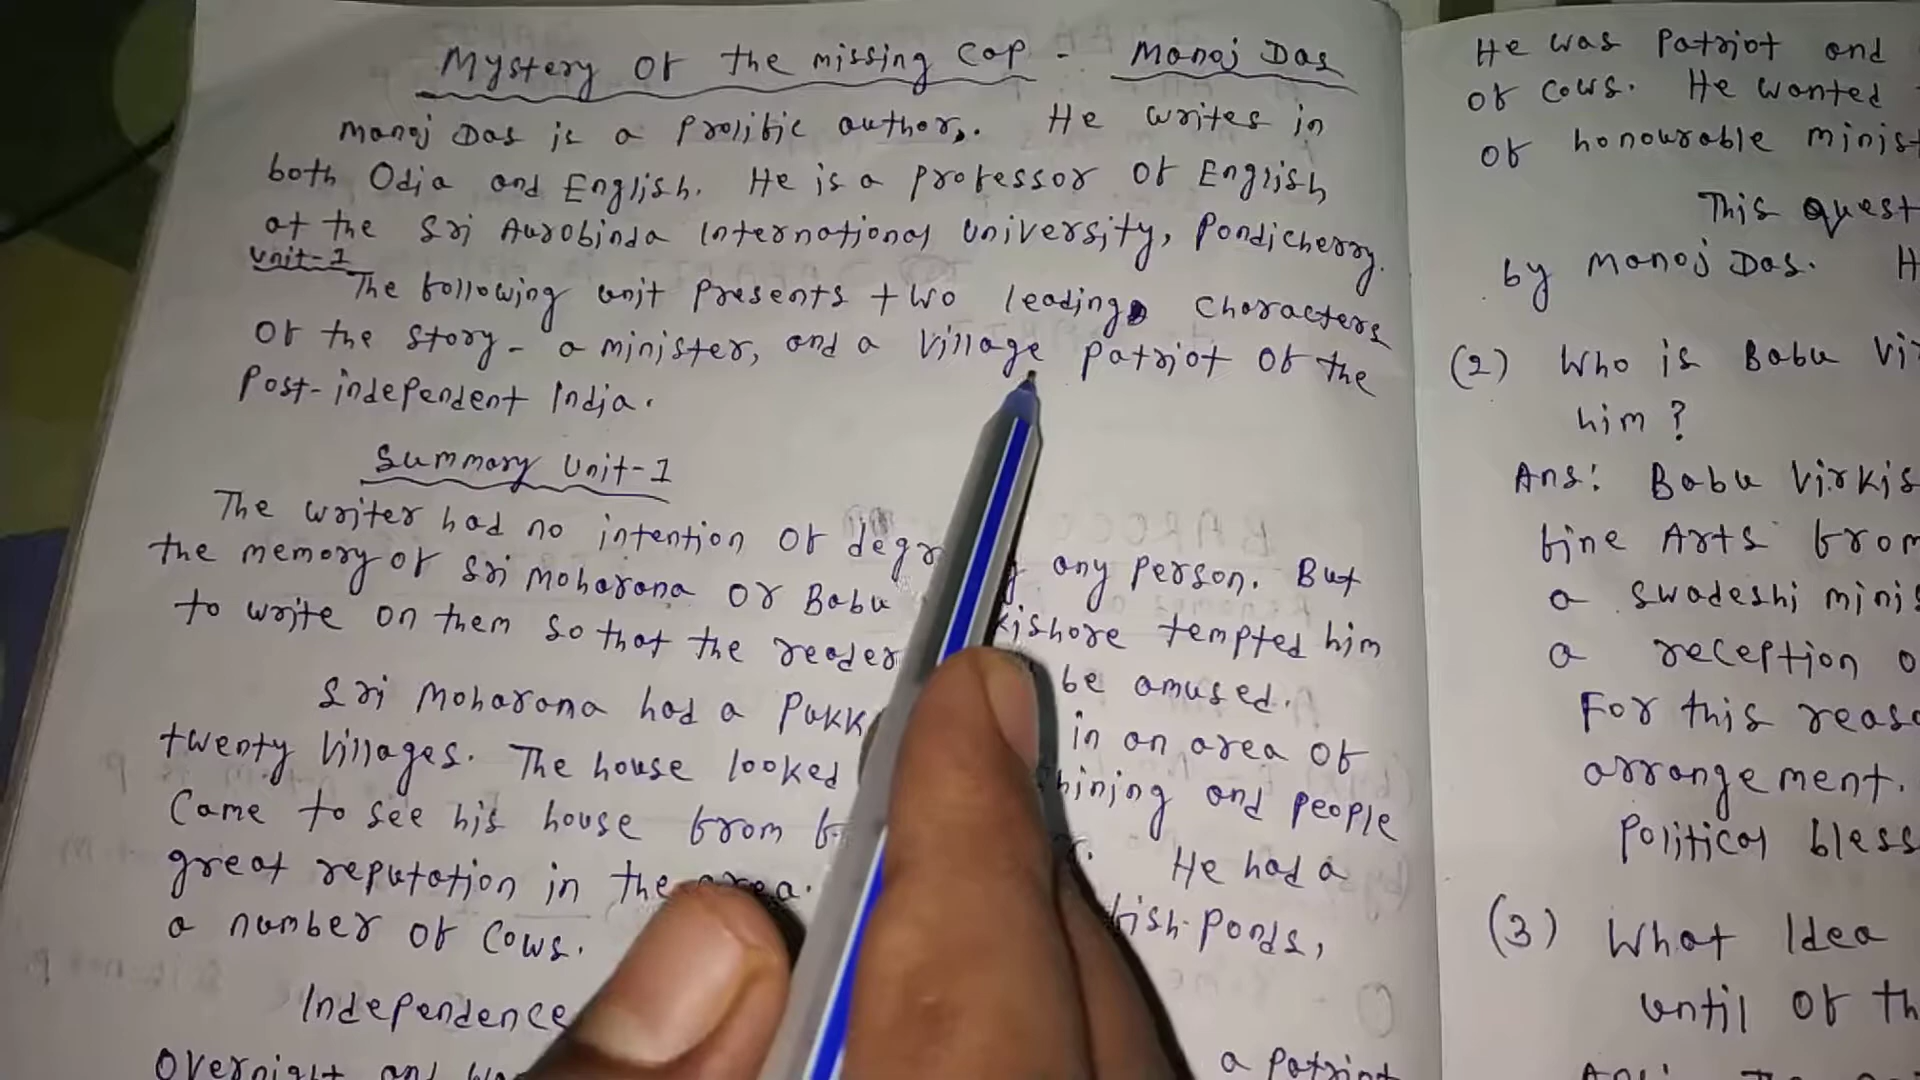 Mystery of the missing Cap - Manoj Das
Manoj Das is a prolific author. He writes in
both Odia and English. He is a professor of English
at the Sri Aurobinda International University, Pondicherry.
Unit-1
The following unit presents two leading characters
of the story - a minister, and a village patriot of the
Post-independent India.
Summary Unit-1
The writer had no intention of degr any person. But
the memory of Sri Moharana or Babu kishore tempted him
to write on them so that the reader be amused.
Sri Moharana had a Pukk in an area of
twenty villages. The house looked hining and people
Came to see his house from f
great reputation in the area. He had a
a number of Cows. fish-ponds,
Independence
Overnight and a patriot
He was Patriot and
of cows. He wanted
of honourable minis
This quest
by Manoj Das. H
(2) Who is Babu Vi
him ?
Ans: Babu Virkis
fine Arts from
a swadeshi minis
a reception o
For this reaso
arrangement.
Political bless
(3) What Idea
until of th
Ans: